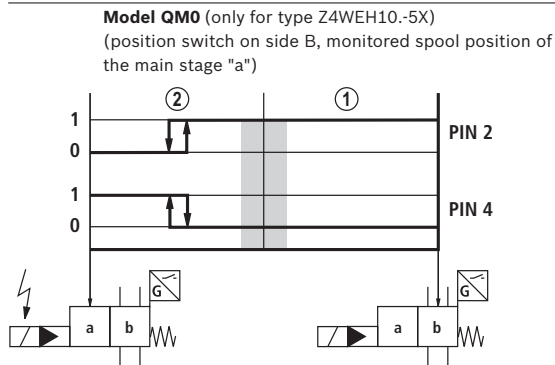 Model QM0 (only for type Z4WEH10.-5X)
(position switch on side B, monitored spool position of
the main stage "a")
2 1
1
0
PIN 2
1
0
PIN 4
G
a b
G
a b